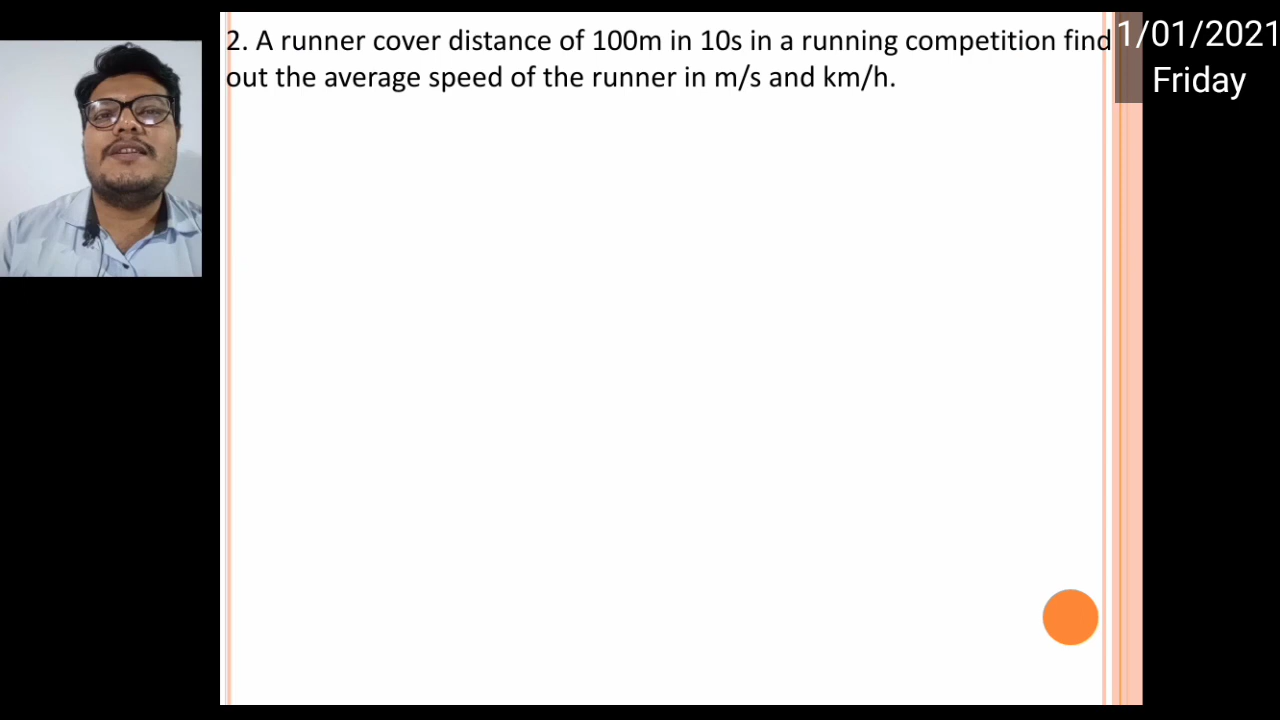 2. A runner cover distance of 100m in 10s in a running competition find
out the average speed of the runner in m/s and km/h.
1/01/2021
Friday